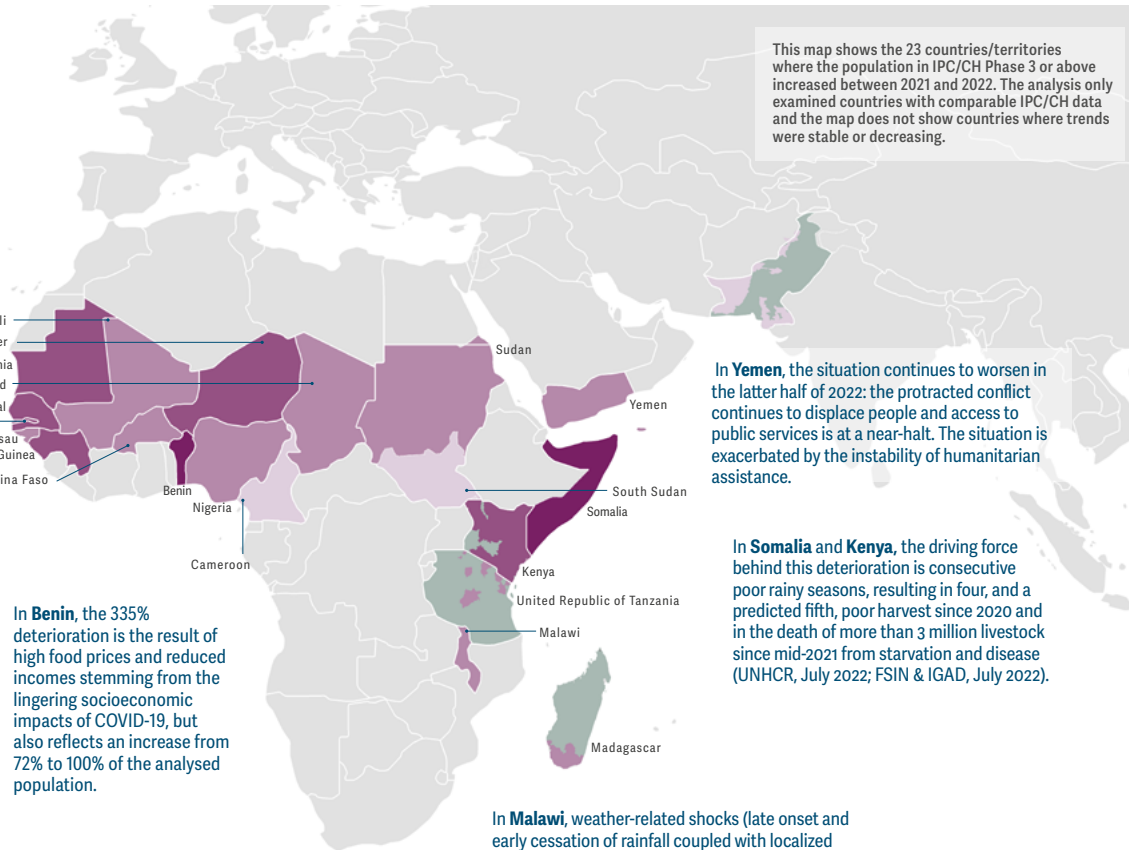 This map shows the 23 countries/territories
where the population in IPC/CH Phase 3 or above
increased between 2021 and 2022. The analysis only
examined countries with comparable IPC/CH data
and the map does not show countries where trends
were stable or decreasing.
li
er
nia
d
al
sau
Guinea
ina Faso
Benin
Nigeria
Cameroon
Sudan
Yemen
South Sudan
Somalia
Kenya
United Republic of Tanzania
Malawi
Madagascar
In Yemen, the situation continues to worsen in
the latter half of 2022: the protracted conflict
continues to displace people and access to
public services is at a near-halt. The situation is
exacerbated by the instability of humanitarian
assistance.
In Somalia and Kenya, the driving force
behind this deterioration is consecutive
poor rainy seasons, resulting in four, and a
predicted fifth, poor harvest since 2020 and
in the death of more than 3 million livestock
since mid-2021 from starvation and disease
(UNHCR, July 2022; FSIN & IGAD, July 2022).
In Benin, the 335%
deterioration is the result of
high food prices and reduced
incomes stemming from the
lingering socioeconomic
impacts of COVID-19, but
also reflects an increase from
72% to 100% of the analysed
population.
In Malawi, weather-related shocks (late onset and
early cessation of rainfall coupled with localized